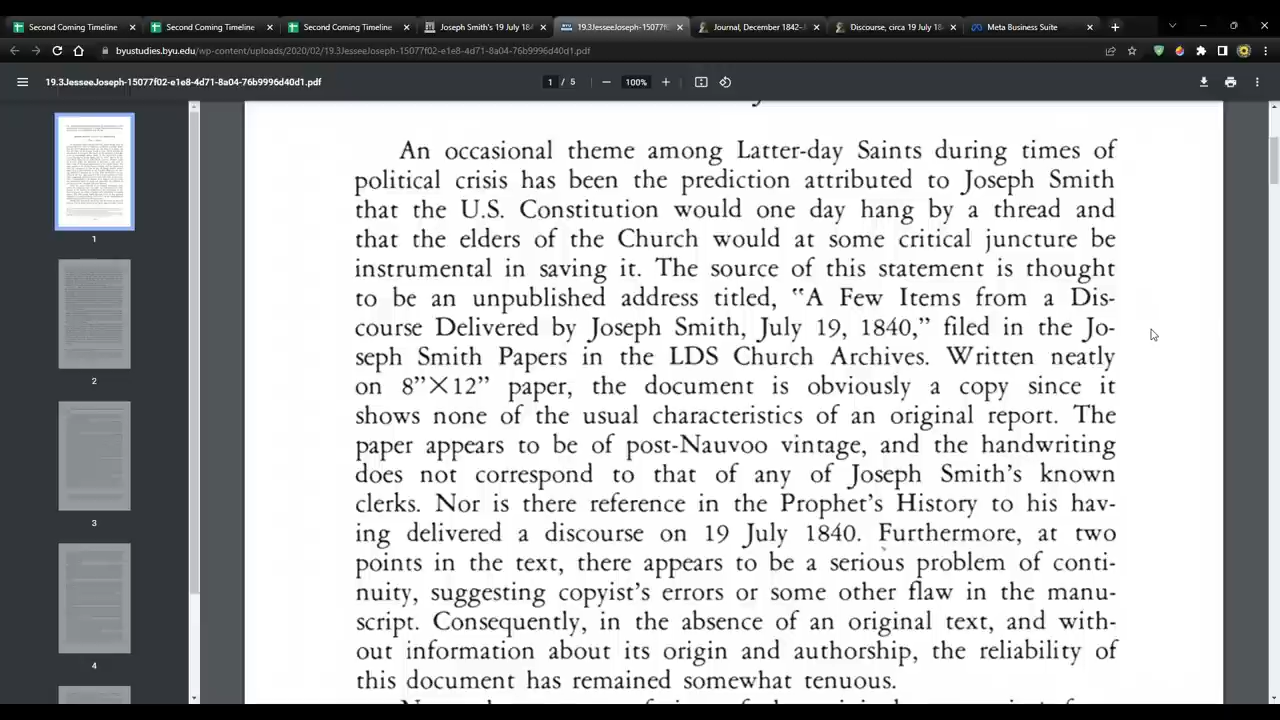 Second Coming Timeline
Second Coming Timeline
Second Coming Timeline
Joseph Smith's 19 July 184
19.3JesseeJoseph-15077f0
Journal, December 1842–J
Discourse, circa 19 July 18
Meta Business Suite
byustudies.byu.edu/wp-content/uploads/2020/02/19.3JesseeJoseph-15077f02-e1e8-4d71-8a04-76b9996d40d1.pdf
19.3JesseeJoseph-15077f02-e1e8-4d71-8a04-76b9996d40d1.pdf
1 / 5
100%
An occasional theme among Latter-day Saints during times of
political crisis has been the prediction attributed to Joseph Smith
that the U.S. Constitution would one day hang by a thread and
that the elders of the Church would at some critical juncture be
instrumental in saving it. The source of this statement is thought
to be an unpublished address titled, "A Few Items from a Dis-
course Delivered by Joseph Smith, July 19, 1840," filed in the Jo-
seph Smith Papers in the LDS Church Archives. Written neatly
on 8"×12" paper, the document is obviously a copy since it
shows none of the usual characteristics of an original report. The
paper appears to be of post-Nauvoo vintage, and the handwriting
does not correspond to that of any of Joseph Smith's known
clerks. Nor is there reference in the Prophet's History to his hav-
ing delivered a discourse on 19 July 1840. Furthermore, at two
points in the text, there appears to be a serious problem of conti-
nuity, suggesting copyist's errors or some other flaw in the manu-
script. Consequently, in the absence of an original text, and with-
out information about its origin and authorship, the reliability of
this document has remained somewhat tenuous.
1
2
3
4